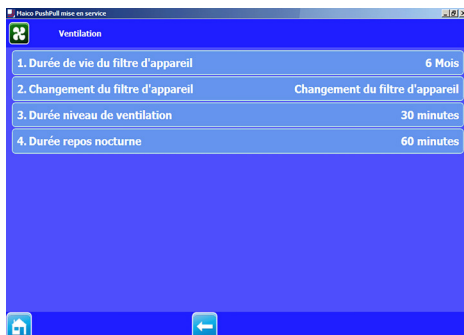 Maico PushPull mise en service
Ventilation
1. Durée de vie du filtre d'appareil 6 Mois
2. Changement du filtre d'appareil Changement du filtre d'appareil
3. Durée niveau de ventilation 30 minutes
4. Durée repos nocturne 60 minutes